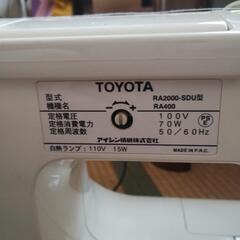 TOYOTA
型式 RA2000-SDU型
機種名 RA400
定格電圧 100V
定格消費電力 70W
定格周波数 50/60Hz
PSE
アイシン精機株式会社
白熱ランプ:110V 15W
MADE IN P.R.C.